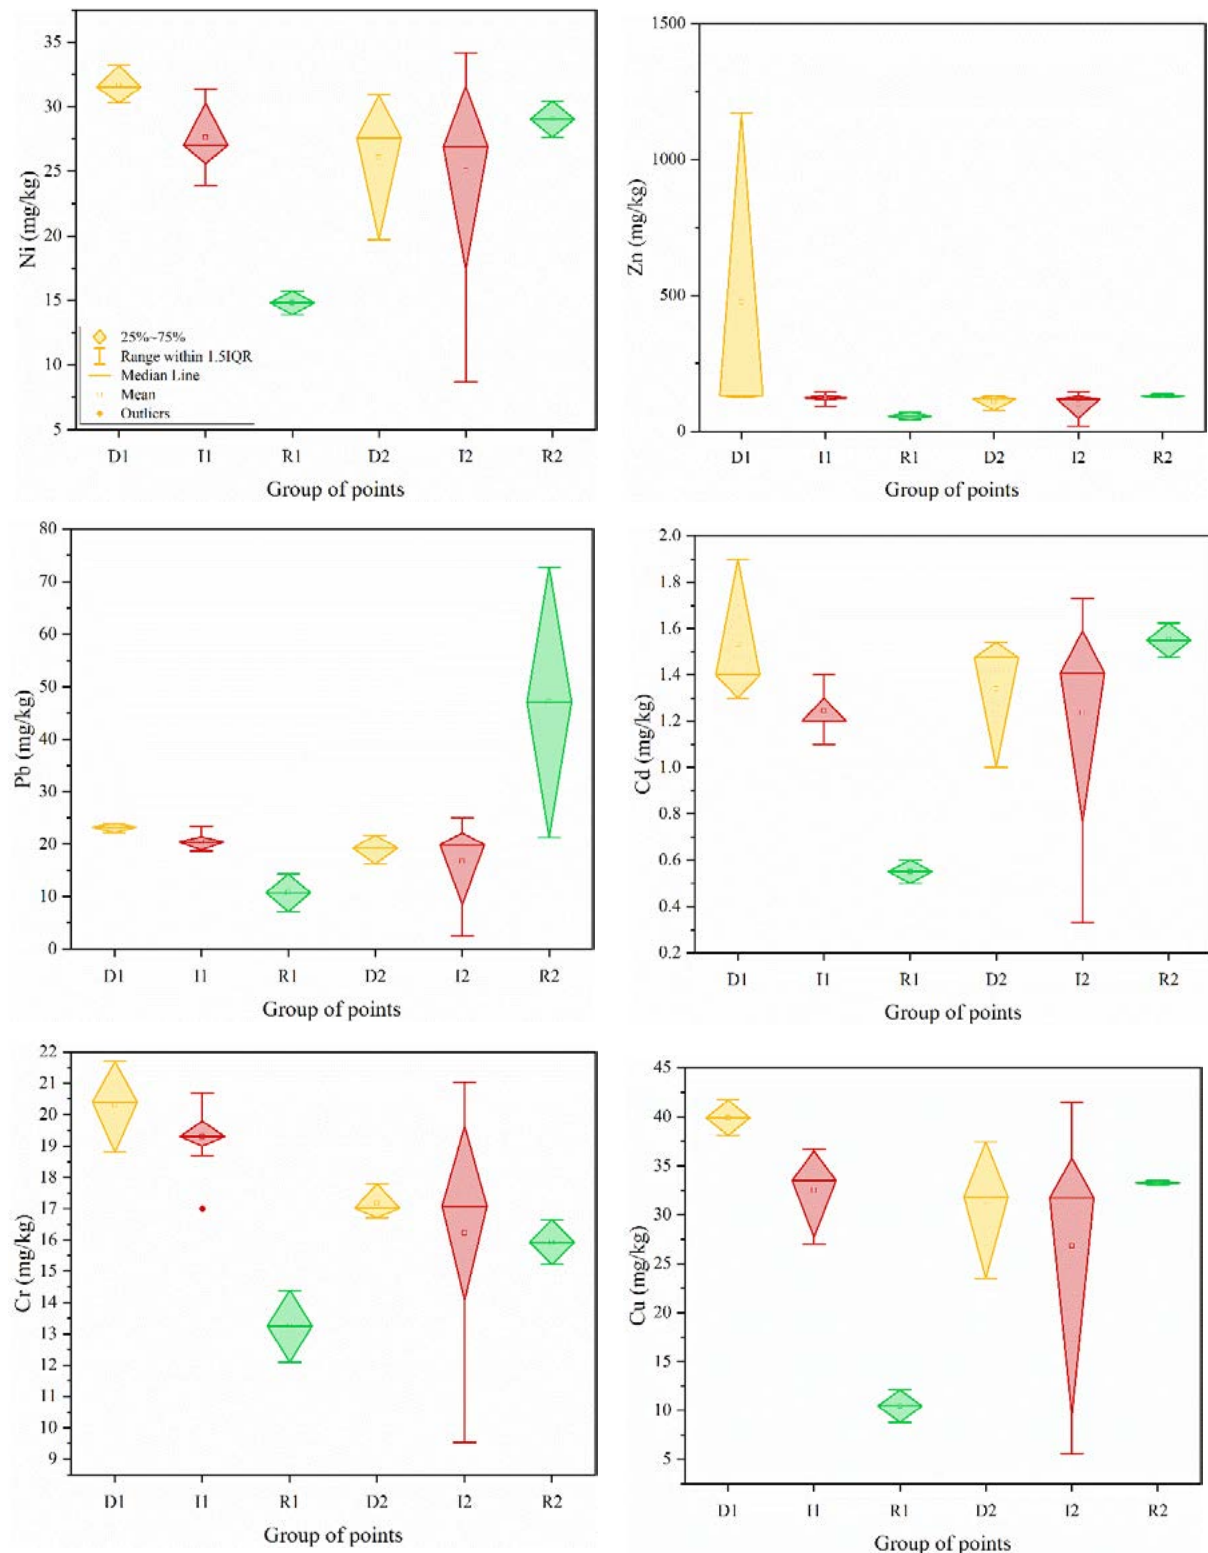 35
30
25
20
15
10
5
Ni (mg/kg)
25%~75%
Range within 1.5IQR
Median Line
Mean
Outliers
D1 I1 R1 D2 I2 R2
Group of points
1500
1000
500
0
Zn (mg/kg)
D1 I1 R1 D2 I2 R2
Group of points
80
70
60
50
40
30
20
10
0
Pb (mg/kg)
D1 I1 R1 D2 I2 R2
Group of points
2.0
1.8
1.6
1.4
1.2
1.0
0.8
0.6
0.4
0.2
Cd (mg/kg)
D1 I1 R1 D2 I2 R2
Group of points
22
21
20
19
18
17
16
15
14
13
12
11
10
9
Cr (mg/kg)
D1 I1 R1 D2 I2 R2
Group of points
45
40
35
30
25
20
15
10
5
Cu (mg/kg)
D1 I1 R1 D2 I2 R2
Group of points